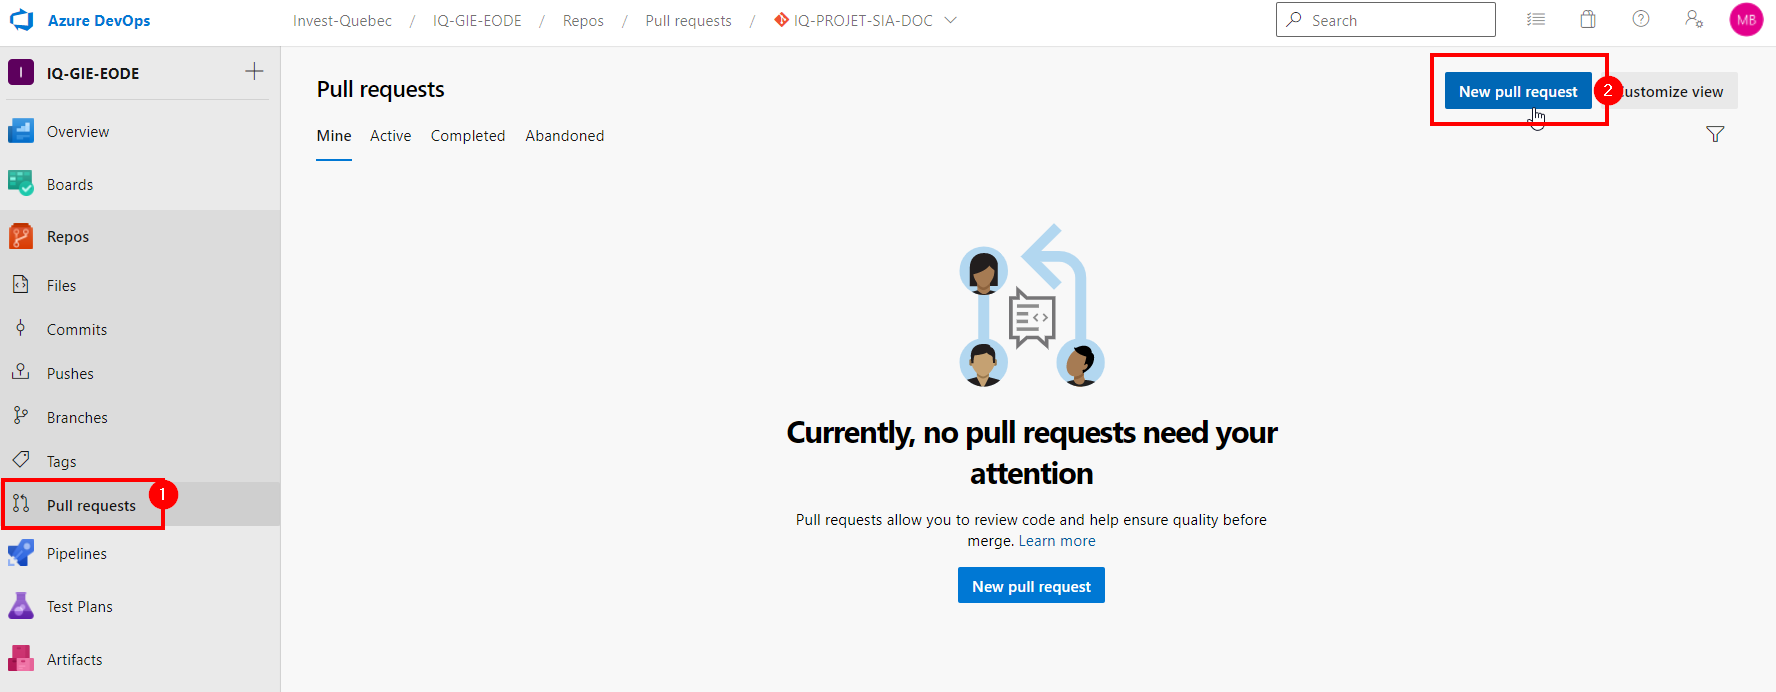 Azure DevOps
Invest-Quebec / IQ-GIE-EODE / Repos / Pull requests / IQ-PROJET-SIA-DOC
Search
MB
I IQ-GIE-EODE
Overview
Boards
Repos
Files
Commits
Pushes
Branches
Tags
Pull requests 1
Pipelines
Test Plans
Artifacts
Pull requests
New pull request 2 ustomize view
Mine Active Completed Abandoned
Currently, no pull requests need your
attention
Pull requests allow you to review code and help ensure quality before
merge. Learn more
New pull request